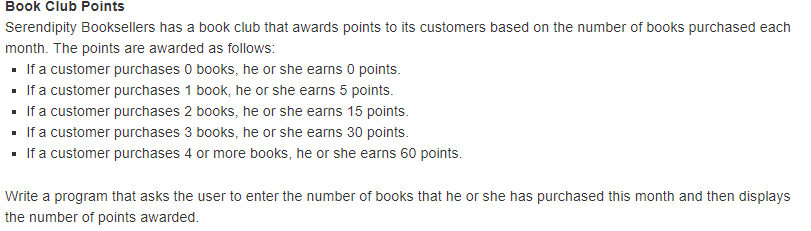 Book Club Points
Serendipity Booksellers has a book club that awards points to its customers based on the number of books purchased each
month. The points are awarded as follows:
▪ If a customer purchases 0 books, he or she earns 0 points.
▪ If a customer purchases 1 book, he or she earns 5 points.
▪ If a customer purchases 2 books, he or she earns 15 points.
▪ If a customer purchases 3 books, he or she earns 30 points.
▪ If a customer purchases 4 or more books, he or she earns 60 points.
Write a program that asks the user to enter the number of books that he or she has purchased this month and then displays
the number of points awarded.